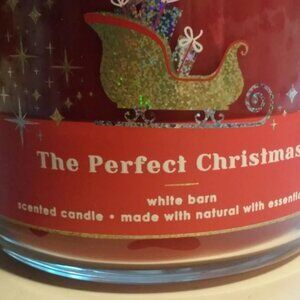 The Perfect Christmas
white barn
scented candle • made with natural with essenti